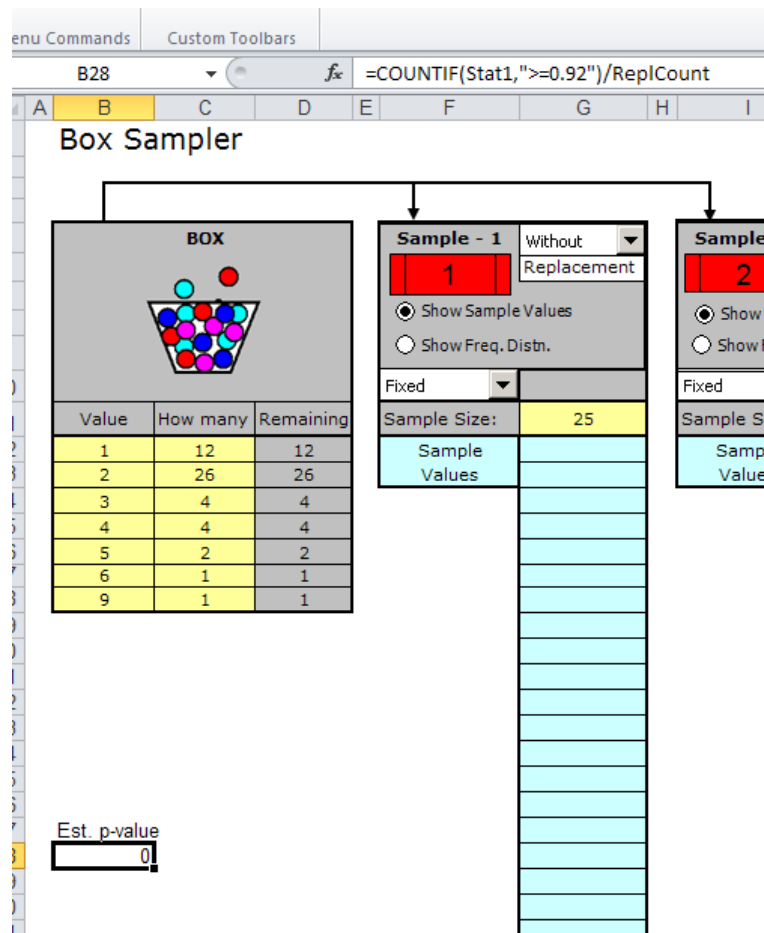 enu Commands Custom Toolbars
B28 fx =COUNTIF(Stat1,">=0.92")/ReplCount
A B C D E F G H I
Box Sampler
BOX Sample - 1 Without Sample
1 Replacement 2
Show Sample Values Show
Show Freq. Distn. Show
Fixed Fixed
Value How many Remaining Sample Size: 25 Sample S
1 12 12 Sample Samp
2 26 26 Values Value
3 4 4
4 4 4
5 2 2
6 1 1
9 1 1
Est. p-value
0